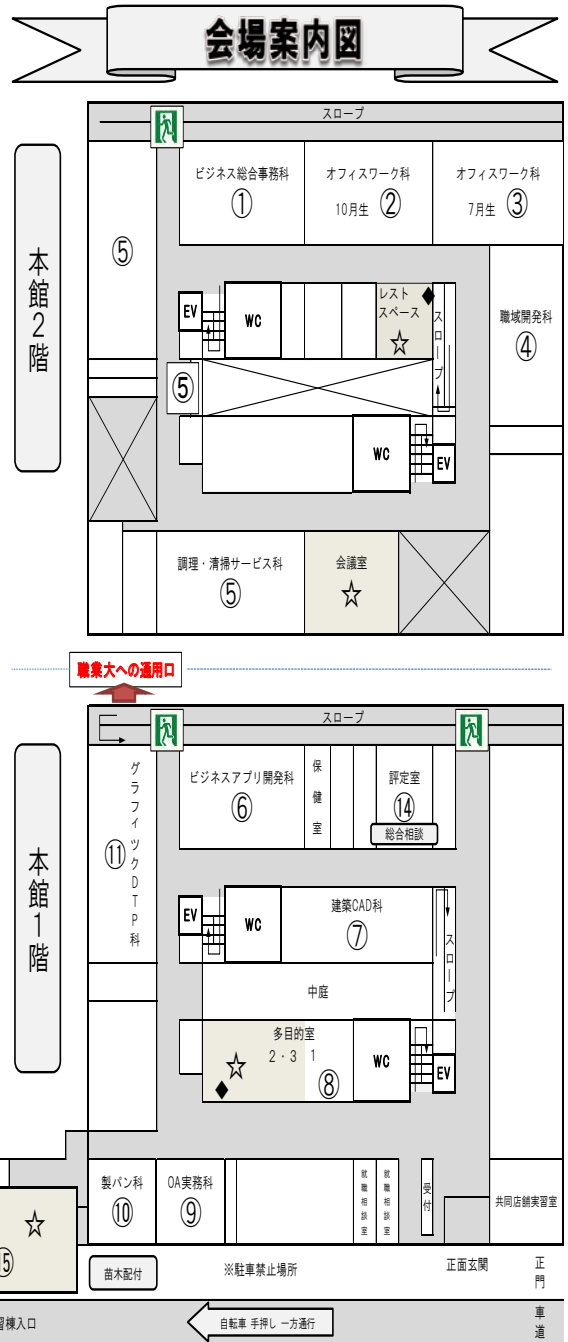 会場案内図
スロープ
ビジネス総合事務科
①
オフィスワーク科
10月生 ②
オフィスワーク科
7月生 ③
本館2階
⑤
EV
WC
レスト
スペース
◆
☆
スロープ
職域開発科
④
⑤
WC
EV
調理・清掃サービス科
⑤
会議室
☆
職業大への通用口
スロープ
グラフィックDTP科
⑪
ビジネスアプリ開発科
⑥
保健室
評定室
⑭
総合相談
本館1階
EV
WC
建築CAD科
⑦
スロープ
中庭
多目的室
2・3 1
☆
◆
⑧
WC
EV
製パン科
⑩
OA実務科
⑨
就職相談室
就職相談室
受付
共同店舗実習室
☆
⑮
苗木配付
※駐車禁止場所
正面玄関
正門
習棟入口
自転車 手押し 一方通行
車道